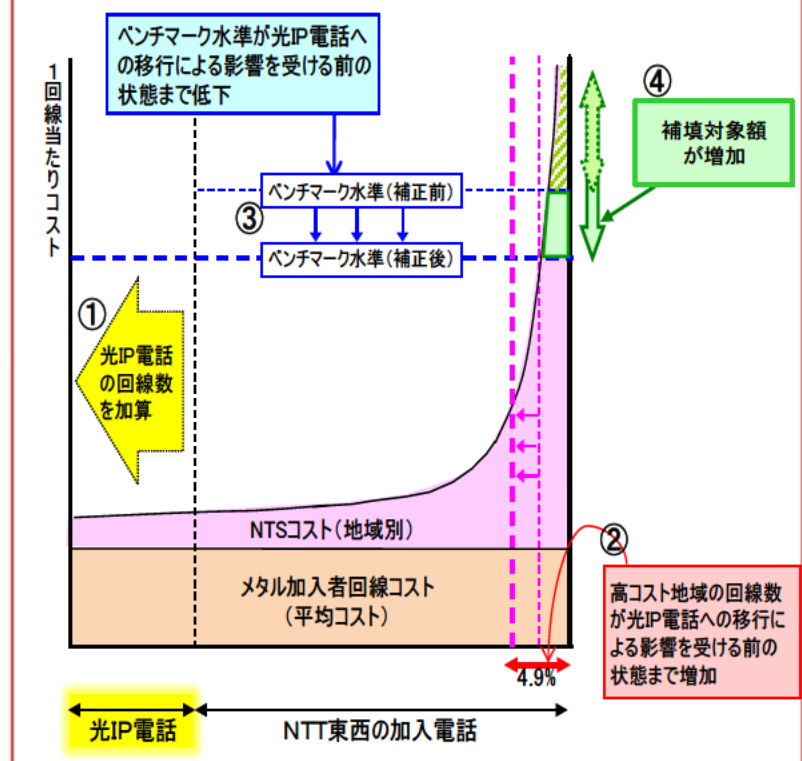 ベンチマーク水準が光IP電話へ
の移行による影響を受ける前の
状態まで低下
1回線当たりコスト
④
補填対象額
が増加
ベンチマーク水準(補正前)
③
ベンチマーク水準(補正後)
①
光IP電話
の回線数
を加算
NTSコスト(地域別)
②
メタル加入者回線コスト
(平均コスト)
高コスト地域の回線数
が光IP電話への移行に
よる影響を受ける前の
状態まで増加
4.9%
光IP電話
NTT東西の加入電話